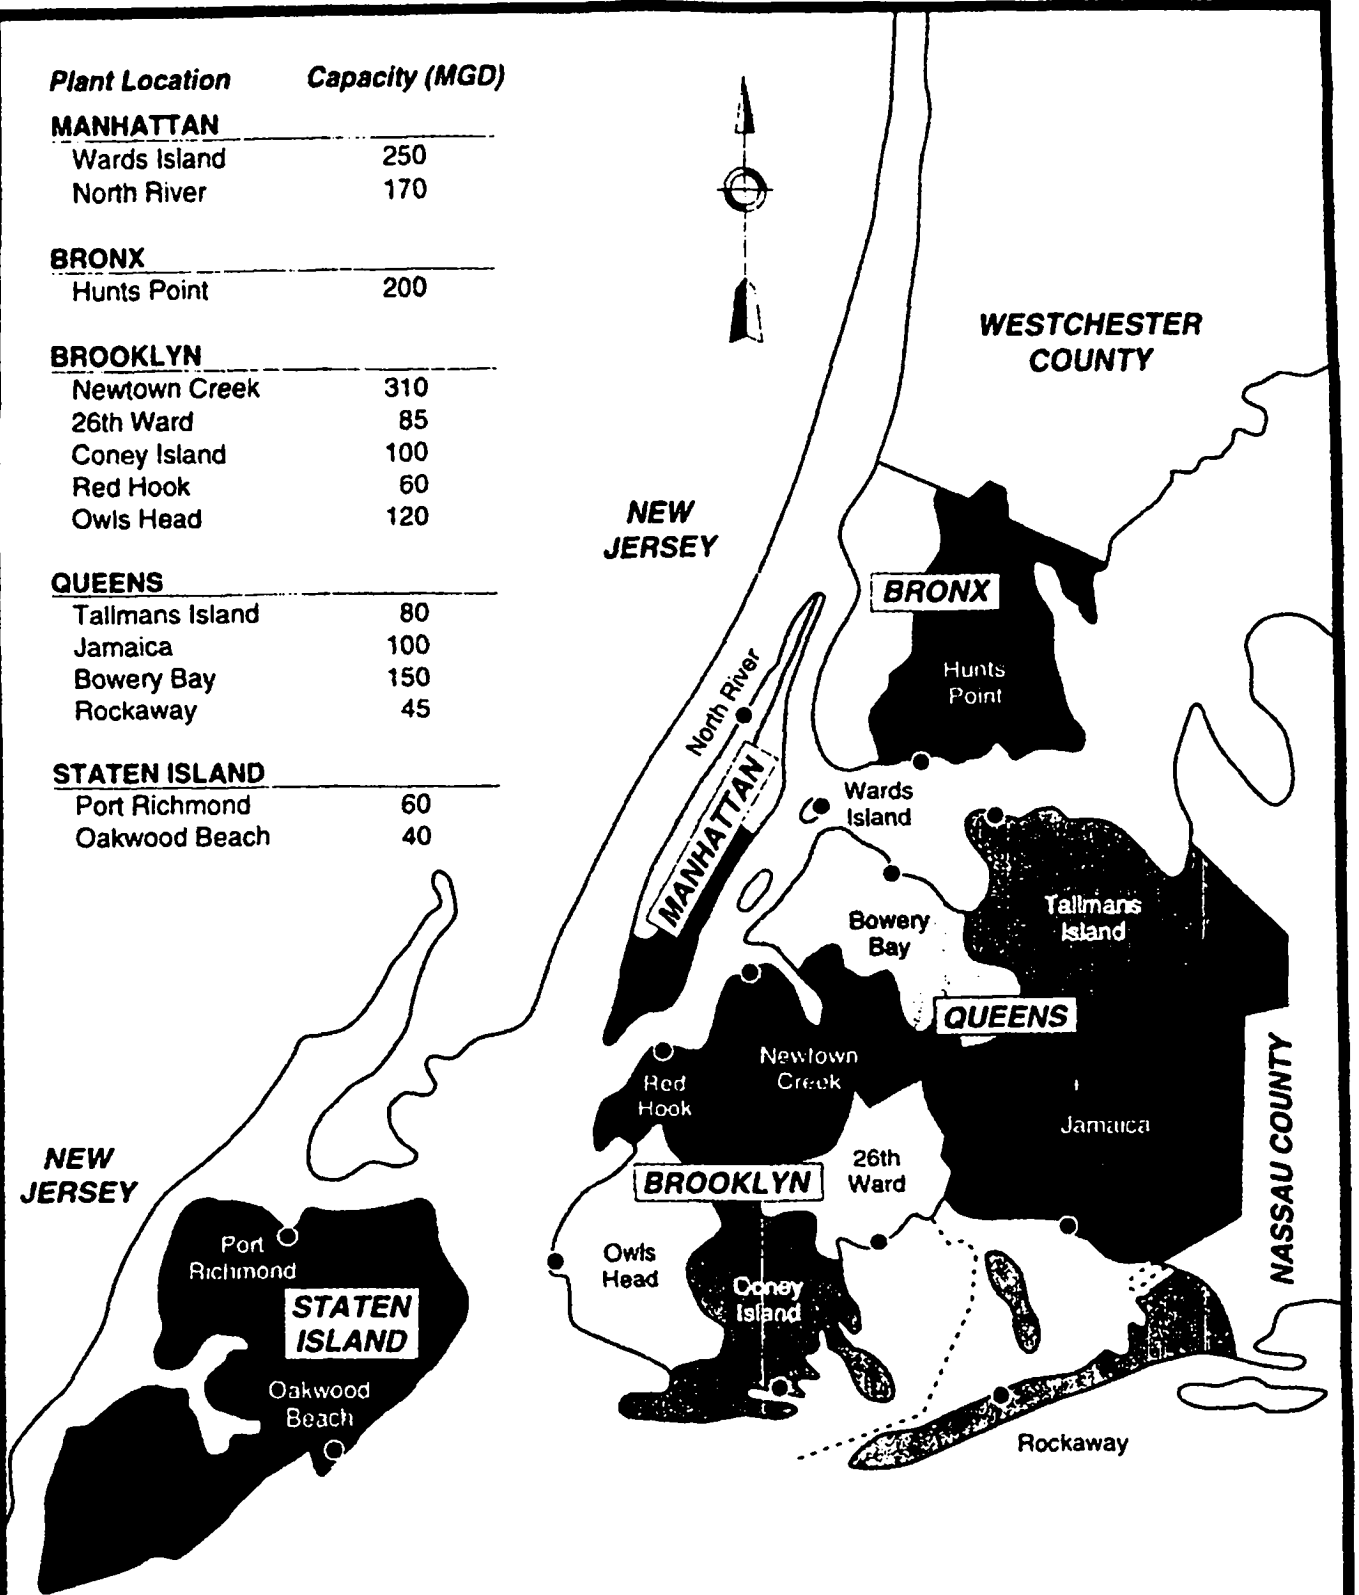 Plant Location Capacity (MGD)
MANHATTAN
Wards Island 250
North River 170
BRONX
Hunts Point 200
BROOKLYN
Newtown Creek 310
26th Ward 85
Coney Island 100
Red Hook 60
Owls Head 120
QUEENS
Tallmans Island 80
Jamaica 100
Bowery Bay 150
Rockaway 45
STATEN ISLAND
Port Richmond 60
Oakwood Beach 40
WESTCHESTER
COUNTY
NEW
JERSEY
BRONX
Hunts
Point
North River
MANHATTAN
Wards
Island
Bowery
Bay
Tallmans
Island
QUEENS
Newtown
Creek
Red
Hook
Jamaica
NASSAU COUNTY
NEW
JERSEY
26th
Ward
BROOKLYN
Port
Richmond
Owls
Head
Coney
Island
STATEN
ISLAND
Oakwood
Beach
Rockaway